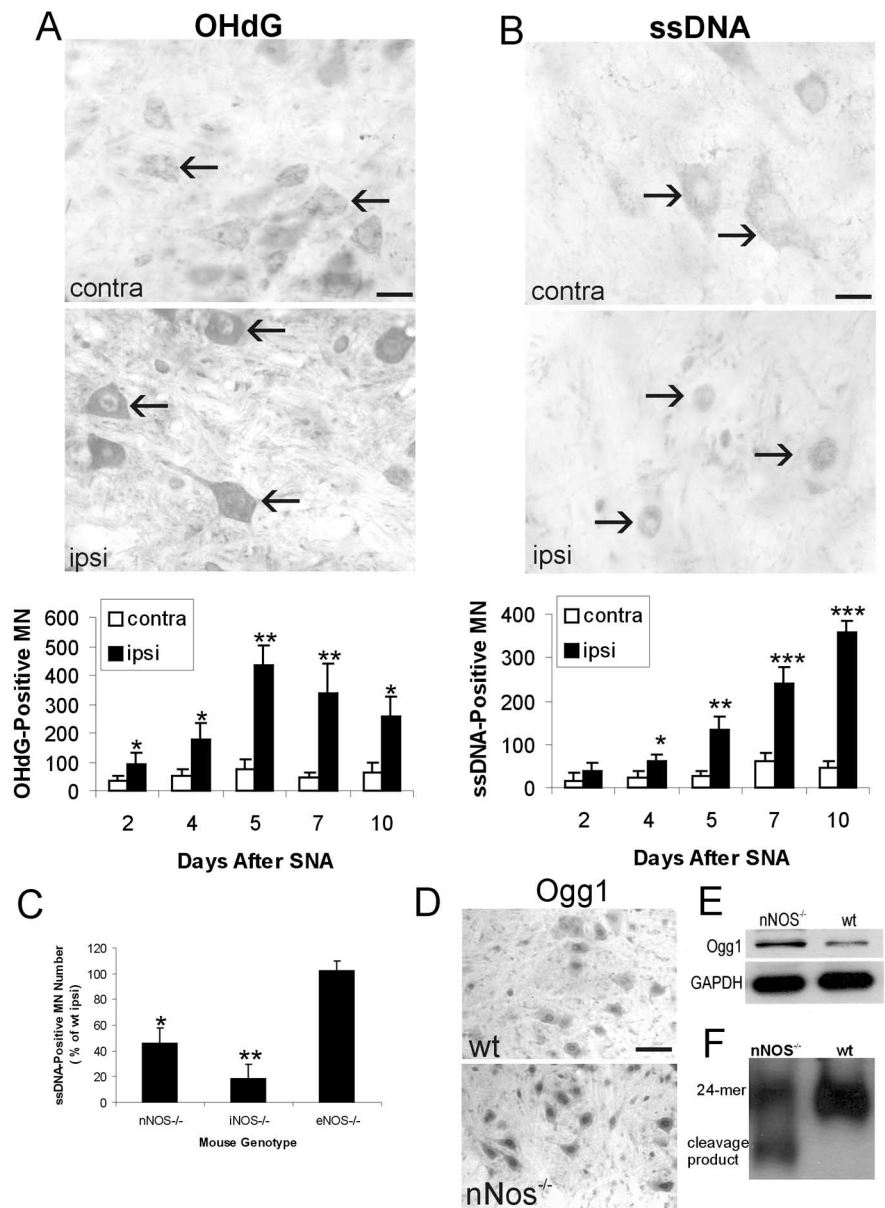 A
OHdG
contra
ipsi
OHdG-Positive MN
600
500
400
300
200
100
0
contra
ipsi
*
*
**
**
*
2 4 5 7 10
Days After SNA
B
ssDNA
contra
ipsi
ssDNA-Positive MN
400
300
200
100
0
contra
ipsi
*
**
***
***
2 4 5 7 10
Days After SNA
C
ssDNA-Positive MN Number
( % of wt ipsi)
120
100
80
60
40
20
0
*
**
nNOS-/- iNOS-/- eNOS-/-
Mouse Genotype
D
Ogg1
wt
nNos-/-
E
nNOS-/- wt
Ogg1
GAPDH
F
nNOS-/- wt
24-mer
cleavage
product